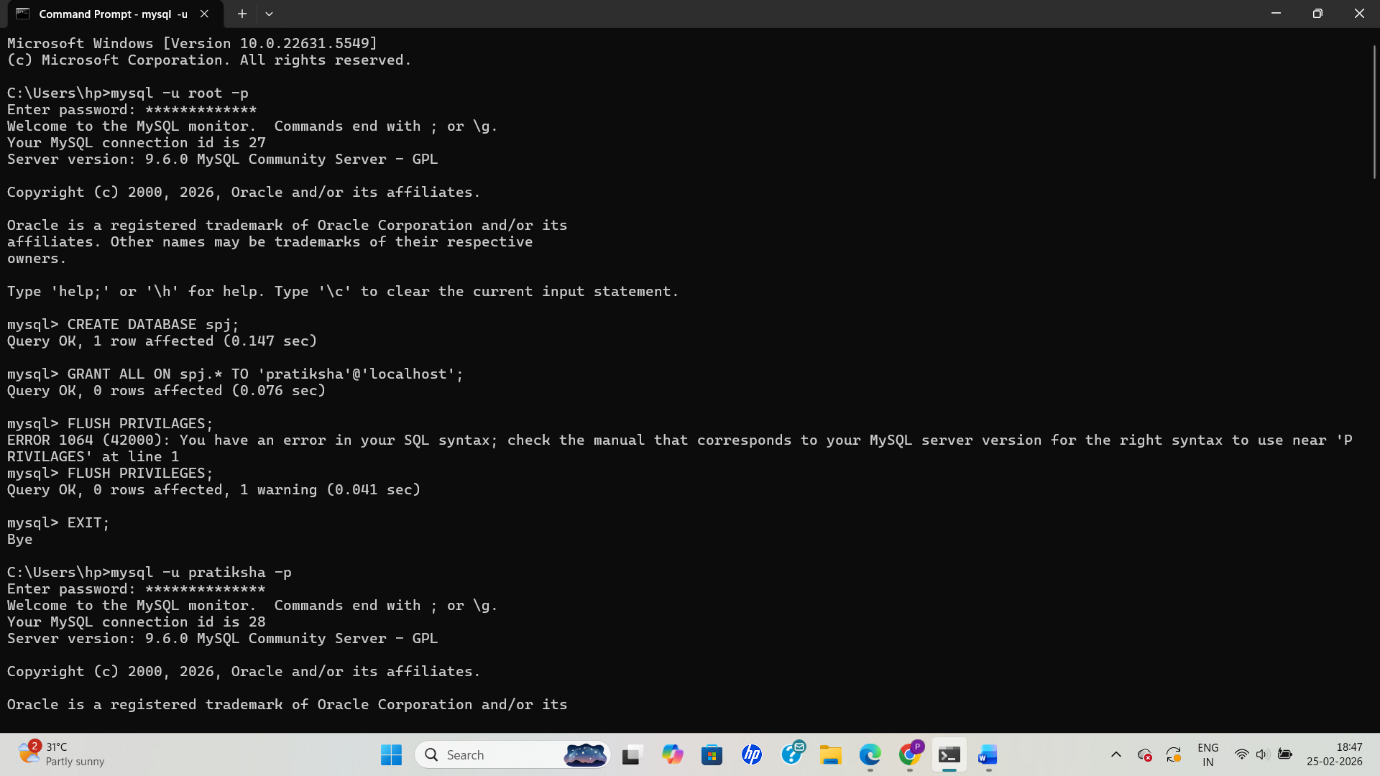 Command Prompt - mysql -u
Microsoft Windows [Version 10.0.22631.5549]
(c) Microsoft Corporation. All rights reserved.
C:\Users\hp>mysql -u root -p
Enter password: *************
Welcome to the MySQL monitor.  Commands end with ; or \g.
Your MySQL connection id is 27
Server version: 9.6.0 MySQL Community Server - GPL
Copyright (c) 2000, 2026, Oracle and/or its affiliates.
Oracle is a registered trademark of Oracle Corporation and/or its
affiliates. Other names may be trademarks of their respective
owners.
Type 'help;' or '\h' for help. Type '\c' to clear the current input statement.
mysql> CREATE DATABASE spj;
Query OK, 1 row affected (0.147 sec)
mysql> GRANT ALL ON spj.* TO 'pratiksha'@'localhost';
Query OK, 0 rows affected (0.076 sec)
mysql> FLUSH PRIVILAGES;
ERROR 1064 (42000): You have an error in your SQL syntax; check the manual that corresponds to your MySQL server version for the right syntax to use near 'P
RIVILAGES' at line 1
mysql> FLUSH PRIVILEGES;
Query OK, 0 rows affected, 1 warning (0.041 sec)
mysql> EXIT;
Bye
C:\Users\hp>mysql -u pratiksha -p
Enter password: **************
Welcome to the MySQL monitor.  Commands end with ; or \g.
Your MySQL connection id is 28
Server version: 9.6.0 MySQL Community Server - GPL
Copyright (c) 2000, 2026, Oracle and/or its affiliates.
Oracle is a registered trademark of Oracle Corporation and/or its
2
31°C
Partly sunny
Search
hp
P
W
ENG
IN
18:47
25-02-2026